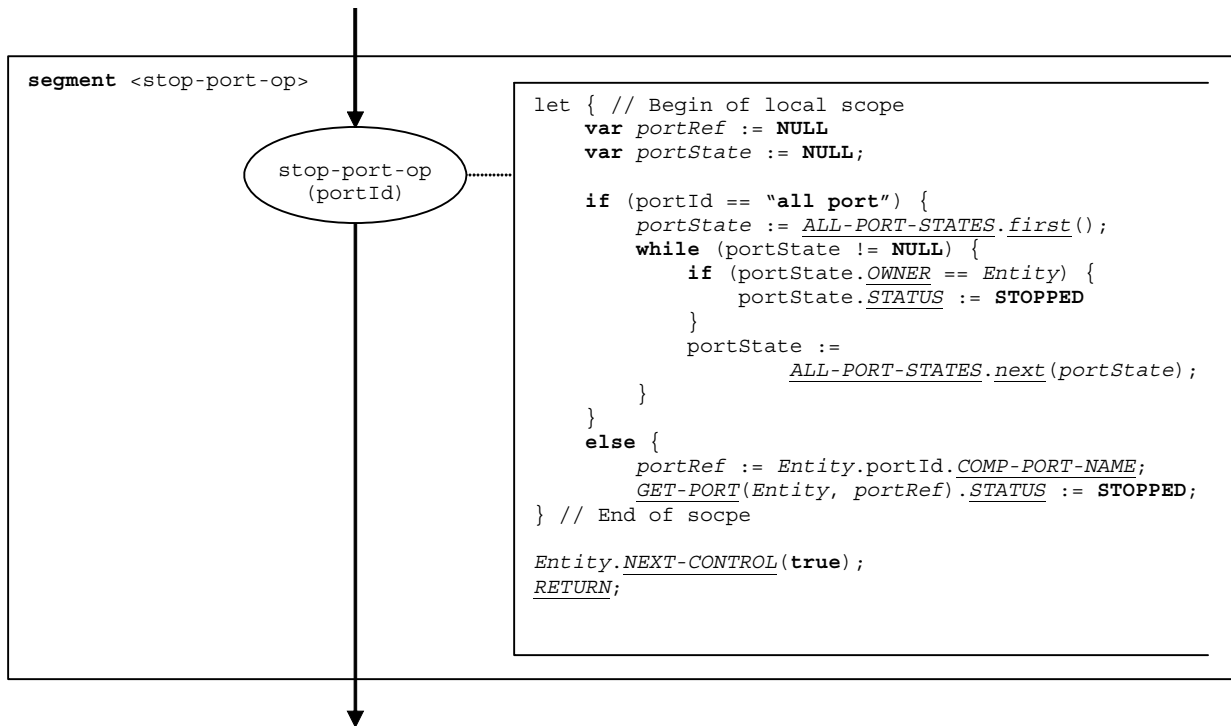 segment <stop-port-op>
stop-port-op
(portId)
let { // Begin of local scope
var portRef := NULL
var portState := NULL;
if (portId == “all port”) {
portState := ALL-PORT-STATES.first();
while (portState != NULL) {
if (portState.OWNER == Entity) {
portState.STATUS := STOPPED
}
portState :=
ALL-PORT-STATES.next(portState);
}
}
else {
portRef := Entity.portId.COMP-PORT-NAME;
GET-PORT(Entity, portRef).STATUS := STOPPED;
} // End of socpe
Entity.NEXT-CONTROL(true);
RETURN;